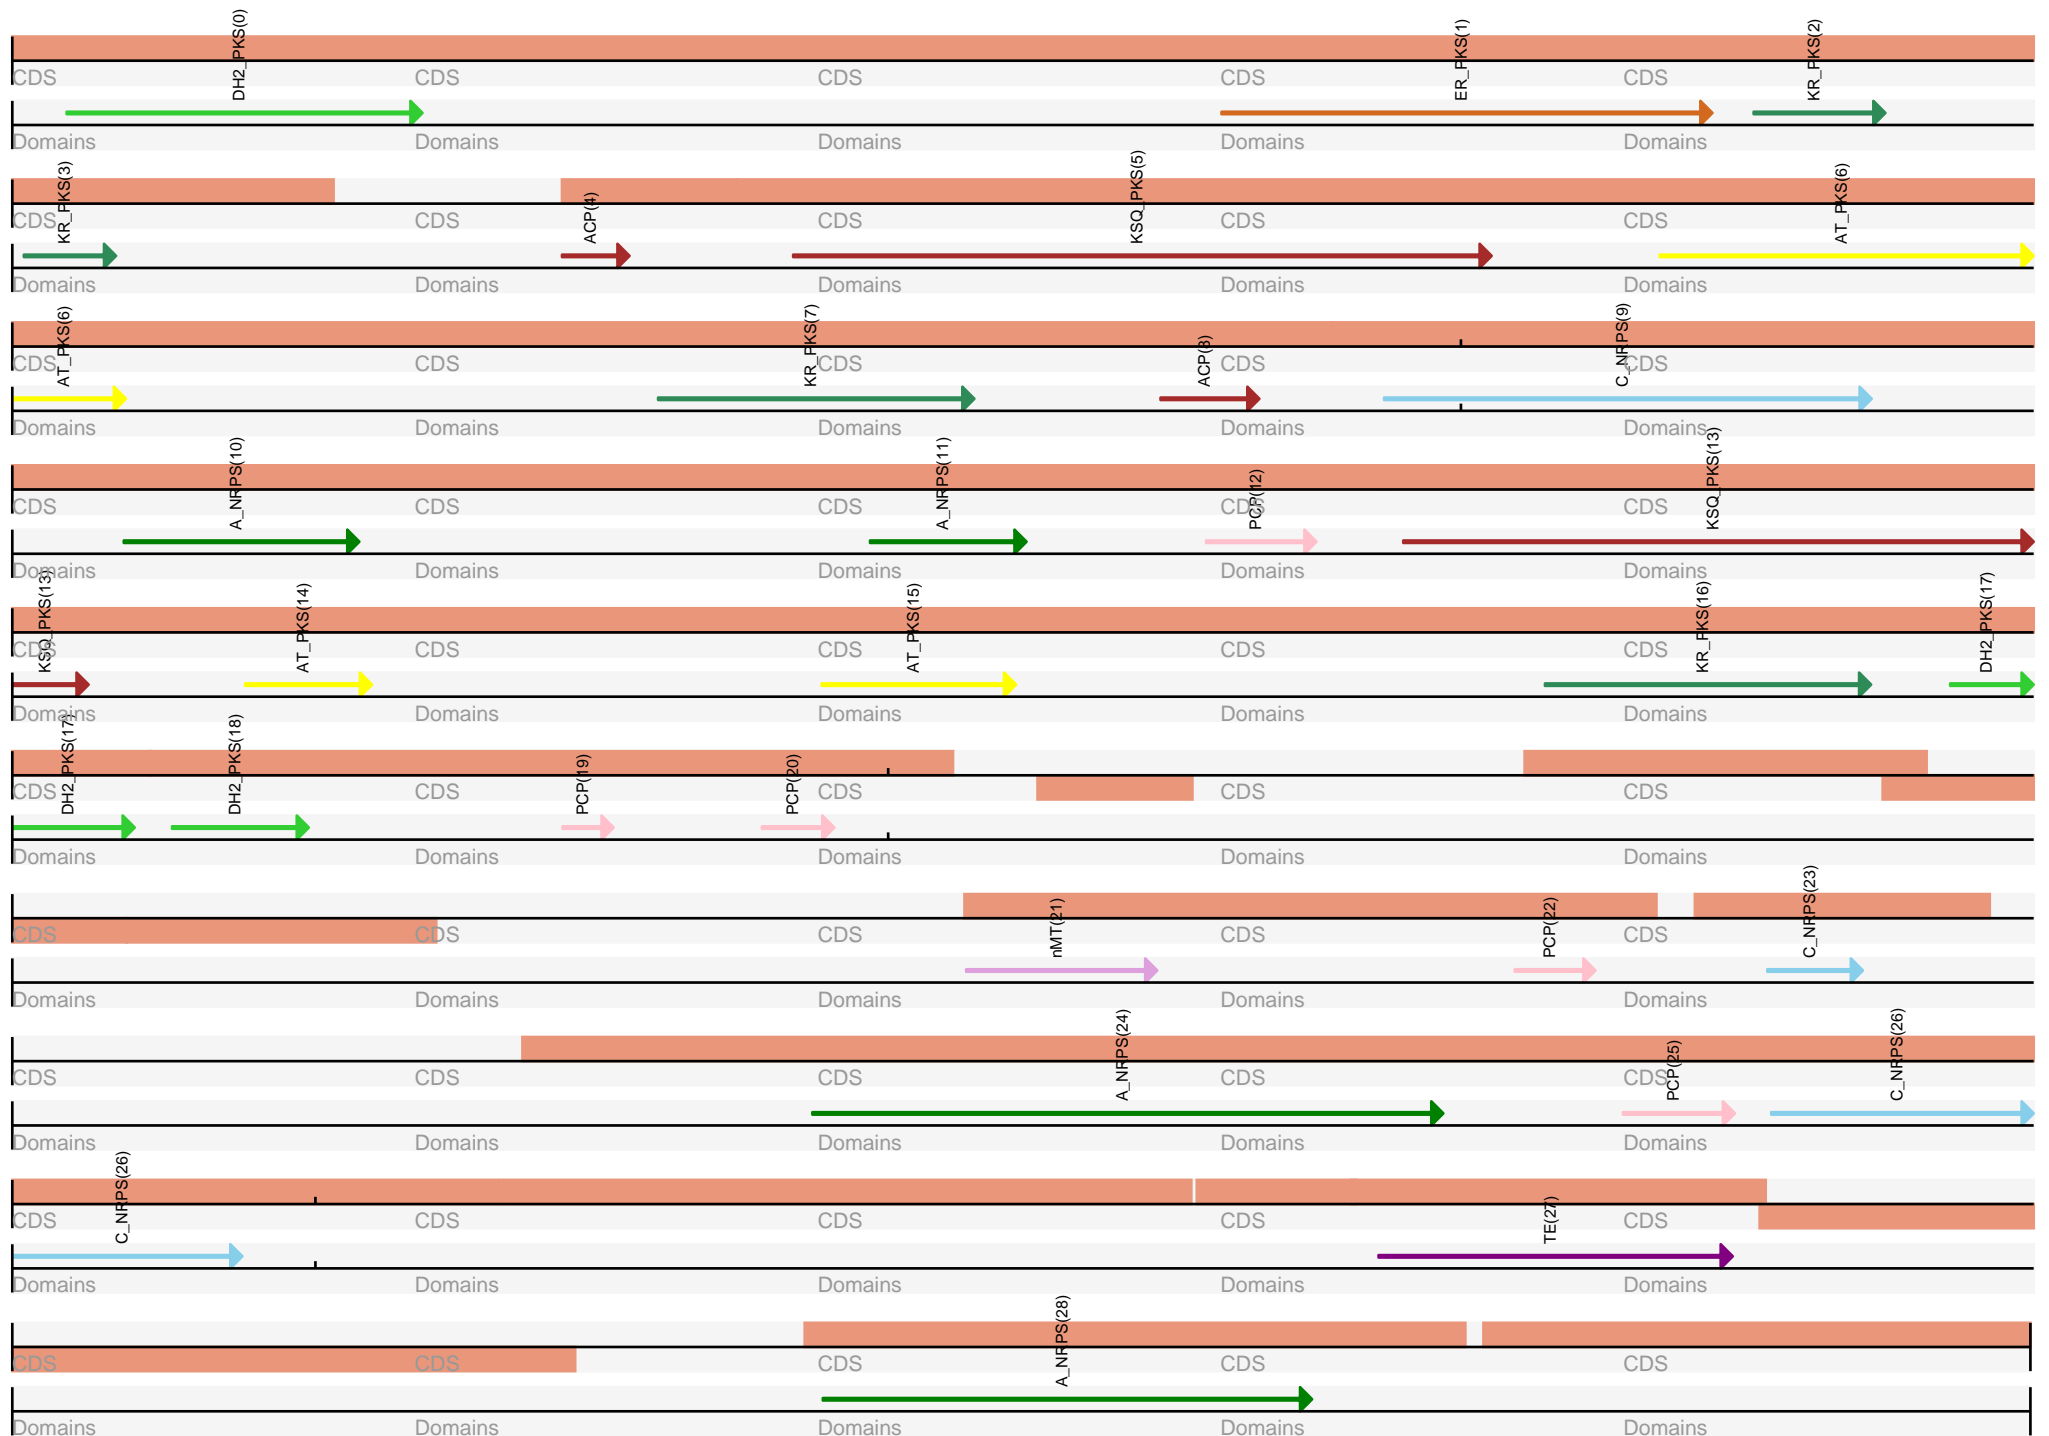 DH2_PKS(0) ER_PKS(1) KR_PKS(2)
CDS CDS CDS CDS CDS
Domains Domains Domains Domains Domains
KR_PKS(3) ACP(4) KSQ_PKS(5) AT_PKS(6)
CDS CDS CDS CDS CDS
Domains Domains Domains Domains Domains
AT_PKS(6) KR_PKS(7) ACP(8) C_NRPS(9)
CDS CDS CDS CDS CDS
Domains Domains Domains Domains Domains
A_NRPS(10) A_NRPS(11) PCP(12) KSQ_PKS(13)
CDS CDS CDS CDS CDS
Domains Domains Domains Domains Domains
KSQ_PKS(13) AT_PKS(14) AT_PKS(15) KR_PKS(16) DH2_PKS(17)
CDS CDS CDS CDS CDS
Domains Domains Domains Domains Domains
DH2_PKS(17) DH2_PKS(18) PCP(19) PCP(20)
CDS CDS CDS CDS CDS
Domains Domains Domains Domains Domains
nMT(21) PCP(22) C_NRPS(23)
CDS CDS CDS CDS CDS
Domains Domains Domains Domains Domains
A_NRPS(24) PCP(25) C_NRPS(26)
CDS CDS CDS CDS CDS
Domains Domains Domains Domains Domains
C_NRPS(26) TE(27)
CDS CDS CDS CDS CDS
Domains Domains Domains Domains Domains
A_NRPS(28)
CDS CDS CDS CDS CDS
Domains Domains Domains Domains Domains